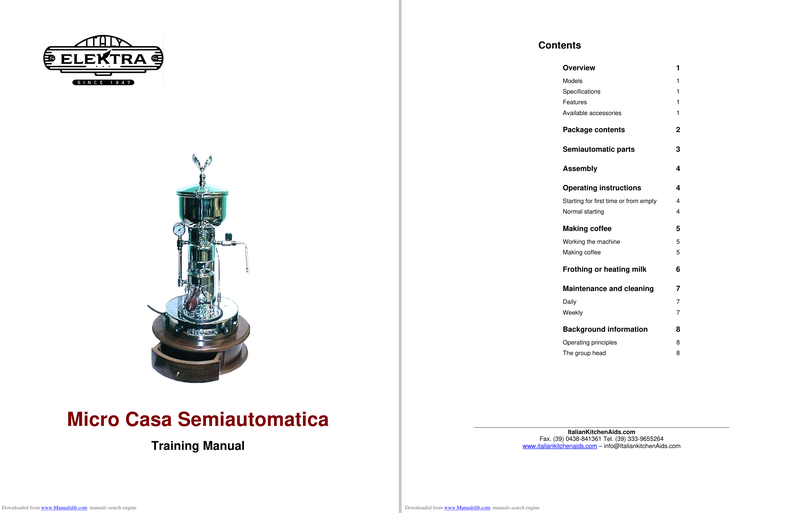 ITALY
ELEKTRA
SINCE 1947
Micro Casa Semiautomatica
Training Manual
Downloaded from www.Manualslib.com manuals search engine
Contents
Overview 1
Models 1
Specifications 1
Features 1
Available accessories 1
Package contents 2
Semiautomatic parts 3
Assembly 4
Operating instructions 4
Starting for first time or from empty 4
Normal starting 4
Making coffee 5
Working the machine 5
Making coffee 5
Frothing or heating milk 6
Maintenance and cleaning 7
Daily 7
Weekly 7
Background information 8
Operating principles 8
The group head 8
ItalianKitchenAids.com
Fax. (39) 0438-841361 Tel. (39) 333-9655264
www.italiankitchenaids.com – info@ItaliankitchenAids.com
Downloaded from www.Manualslib.com manuals search engine